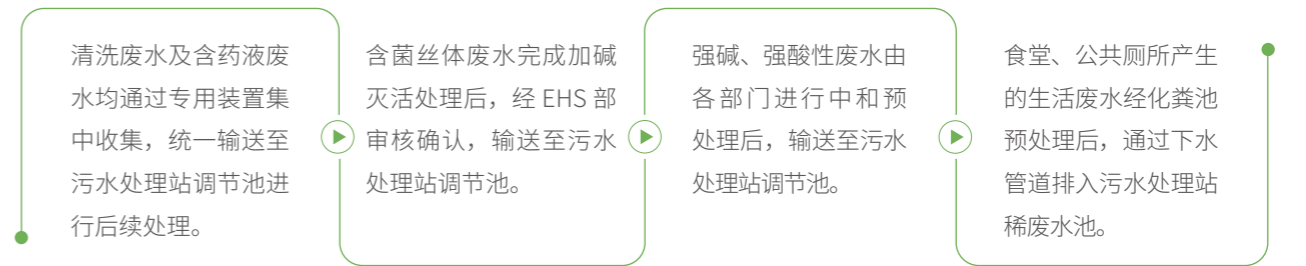 清洗废水及含药液废
水均通过专用装置集
中收集，统一输送至
污水处理站调节池进
行后续处理。
含菌丝体废水完成加碱
灭活处理后，经 EHS 部
审核确认，输送至污水
处理站调节池。
强碱、强酸性废水由
各部门进行中和预
处理后，输送至污水
处理站调节池。
食堂、公共厕所产生
的生活废水经化粪池
预处理后，通过下水
管道排入污水处理站
稀废水池。